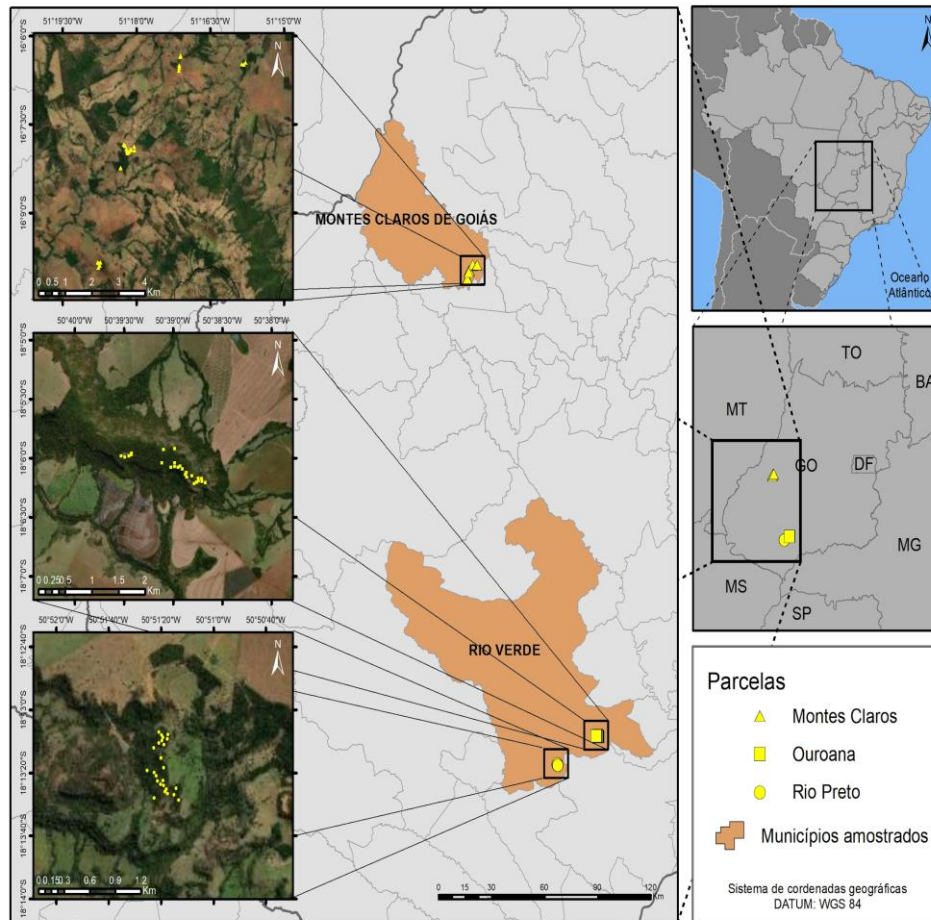 51°19'30"W 51°18'0"W 51°16'30"W 51°15'0"W
16°6'0"S
16°7'30"S
16°9'0"S
N
0 0.5 1 2 3 4
Km
50°40'0"W 50°39'30"W 50°39'0"W 50°38'30"W 50°38'0"W
18°5'0"S
18°5'30"S
18°6'0"S
18°6'30"S
18°7'0"S
N
0 0.25 0.5 1 1.5 2
Km
50°52'0"W 50°51'40"W 50°51'20"W 50°51'0"W 50°50'40"W
18°12'40"S
18°13'0"S
18°13'20"S
18°13'40"S
18°14'0"S
N
0 0.15 0.3 0.6 0.9 1.2
Km
MONTES CLAROS DE GOIÁS
RIO VERDE
0 15 30 60 90 120
Km
N
Oceano
Atlântico
TO
BA
MT
GO
DF
MG
MS
SP
Parcelas
Montes Claros
Ouroana
Rio Preto
Municípios amostrados
Sistema de cordenadas geográficas
DATUM: WGS 84